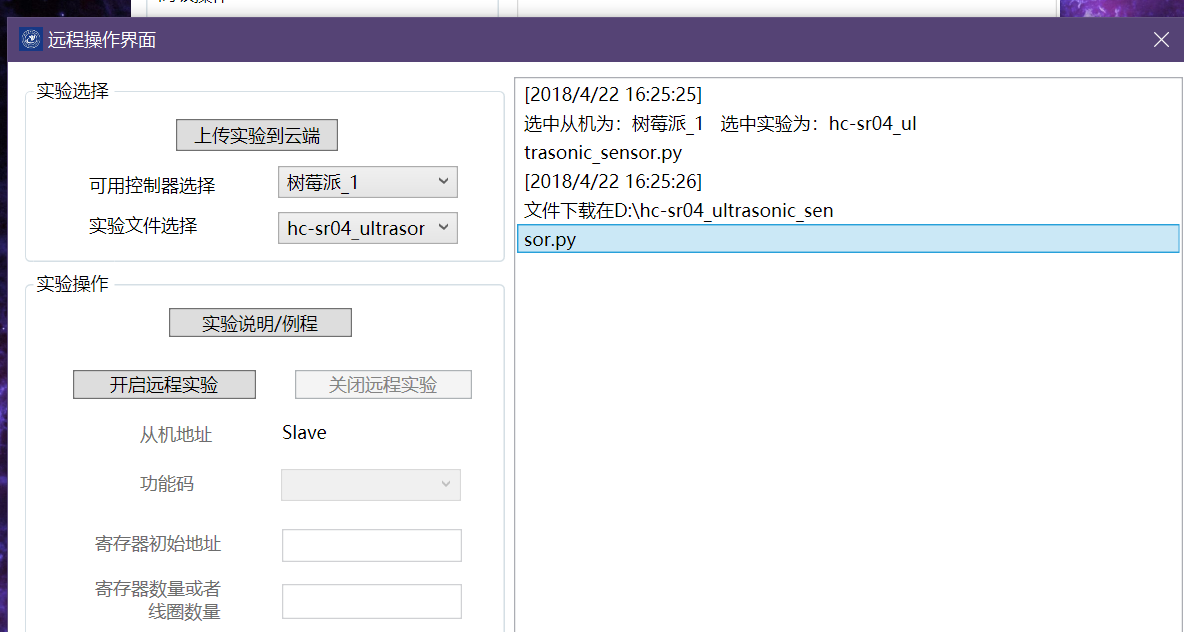 远程操作界面
实验选择
上传实验到云端
可用控制器选择
树莓派_1
实验文件选择
hc-sr04_ultrasor
实验操作
实验说明/例程
开启远程实验
关闭远程实验
从机地址
Slave
功能码
寄存器初始地址
寄存器数量或者
线圈数量
[2018/4/22 16:25:25]
选中从机为：树莓派_1 选中实验为：hc-sr04_ul
trasonic_sensor.py
[2018/4/22 16:25:26]
文件下载在D:\hc-sr04_ultrasonic_sen
sor.py